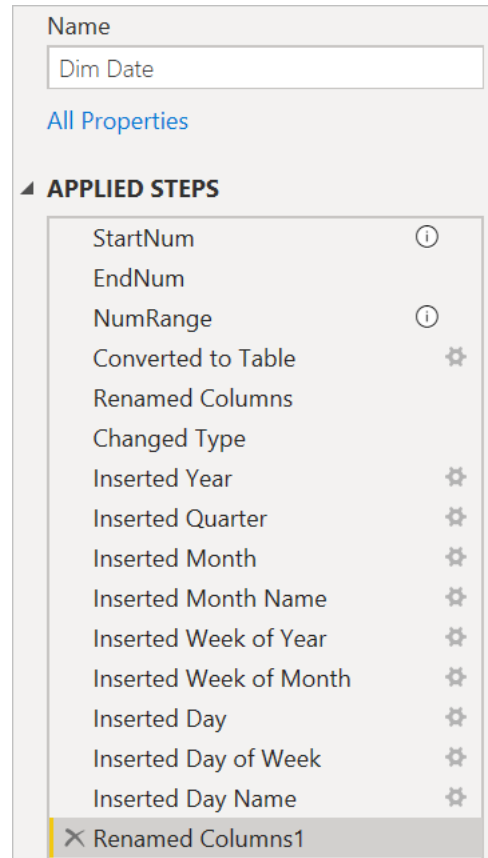 Name
Dim Date
All Properties
APPLIED STEPS
StartNum
EndNum
NumRange
Converted to Table
Renamed Columns
Changed Type
Inserted Year
Inserted Quarter
Inserted Month
Inserted Month Name
Inserted Week of Year
Inserted Week of Month
Inserted Day
Inserted Day of Week
Inserted Day Name
Renamed Columns1